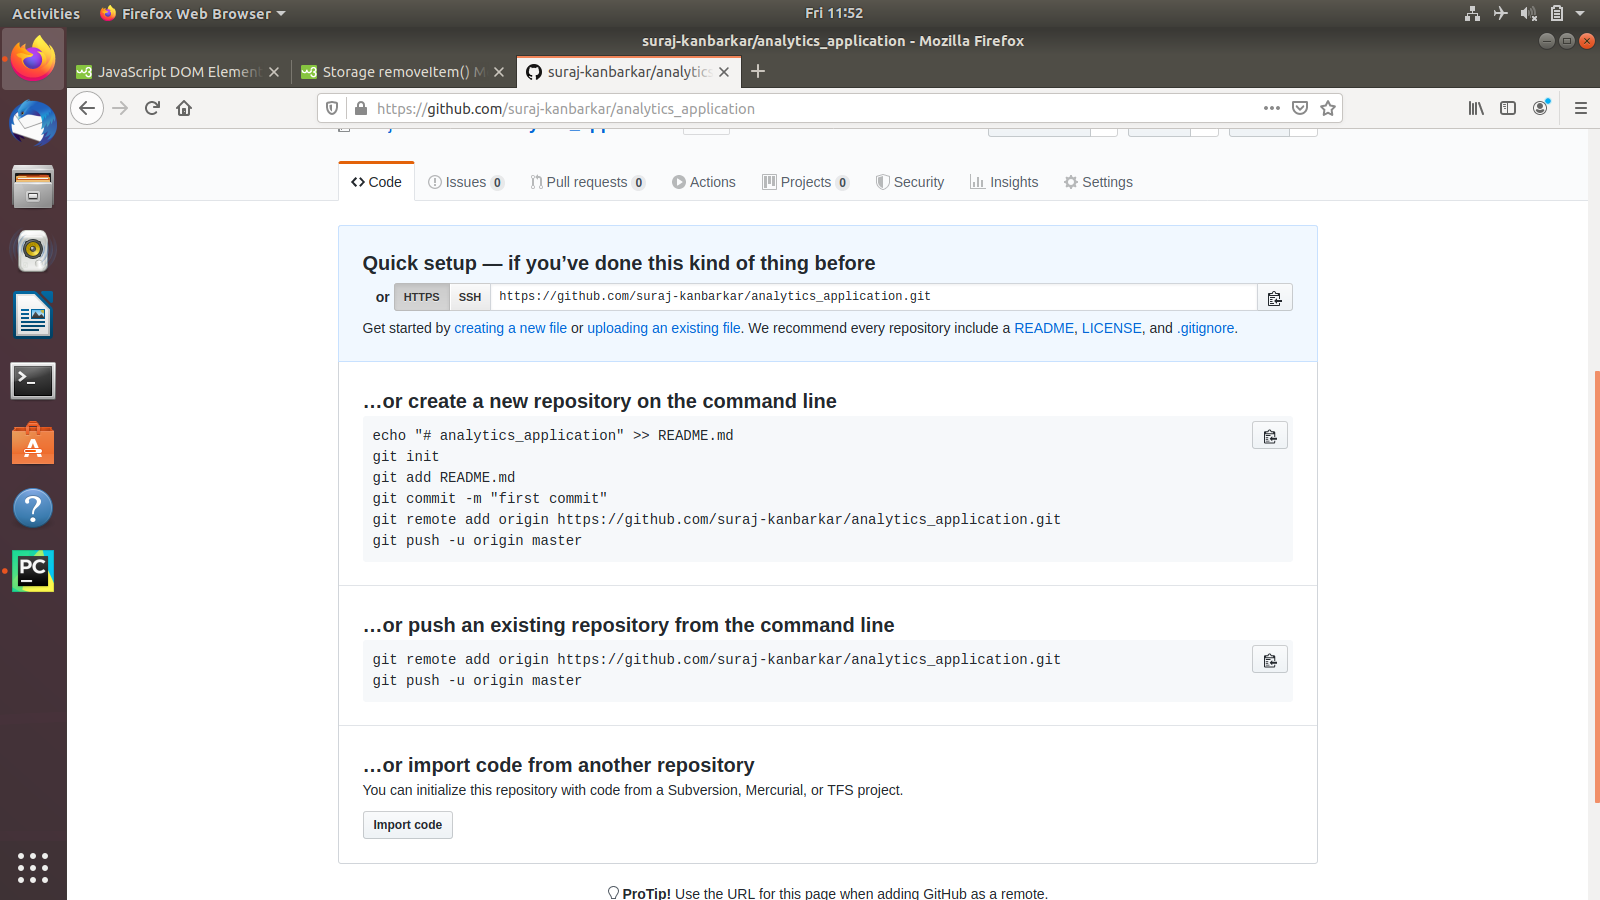 Activities
Firefox Web Browser
Fri 11:52
suraj-kanbarkar/analytics_application - Mozilla Firefox
JavaScript DOM Element
Storage removeItem() M
suraj-kanbarkar/analytics
https://github.com/suraj-kanbarkar/analytics_application
Code
Issues 0
Pull requests 0
Actions
Projects 0
Security
Insights
Settings
Quick setup — if you’ve done this kind of thing before
or HTTPS SSH https://github.com/suraj-kanbarkar/analytics_application.git
Get started by creating a new file or uploading an existing file. We recommend every repository include a README, LICENSE, and .gitignore.
…or create a new repository on the command line
echo "# analytics_application" >> README.md
git init
git add README.md
git commit -m "first commit"
git remote add origin https://github.com/suraj-kanbarkar/analytics_application.git
git push -u origin master
…or push an existing repository from the command line
git remote add origin https://github.com/suraj-kanbarkar/analytics_application.git
git push -u origin master
…or import code from another repository
You can initialize this repository with code from a Subversion, Mercurial, or TFS project.
Import code
ProTip! Use the URL for this page when adding GitHub as a remote.
PC